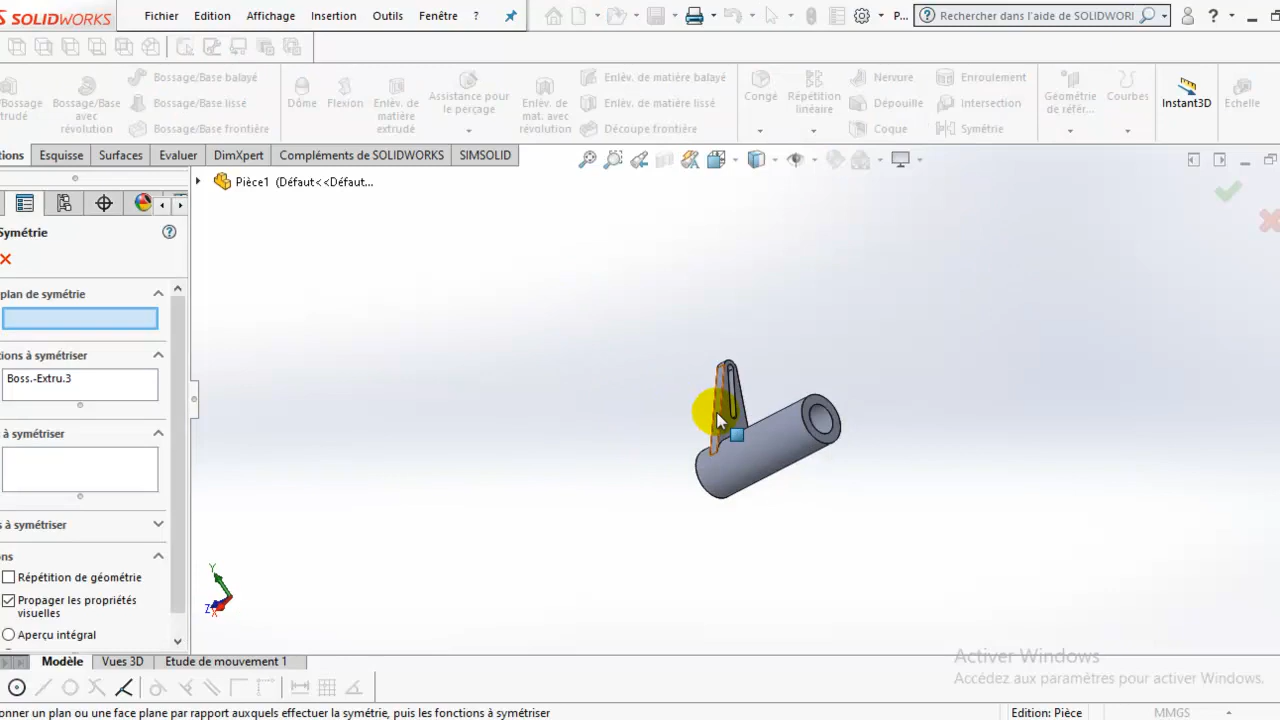 SOLIDWORKS
Fichier Edition Affichage Insertion Outils Fenêtre ? P... Rechercher dans l'aide de SOLIDWORI ?
Bossage/Base balayé
Bossage/Base lissé
Bossage/Base frontière
Bossage
trudé
Bossage/Base
avec
révolution
Dôme
Flexion
Enlèv. de
matière
extrudé
Assistance pour
le perçage
Enlèv. de
mat. avec
révolution
Enlèv. de matière balayé
Enlèv. de matière lissé
Découpe frontière
Congé
Répétition
linéaire
Nervure
Dépouille
Coque
Enroulement
Intersection
Symétrie
Géométrie
de référ...
Courbes
Instant3D
Echelle
tions Esquisse Surfaces Evaluer DimXpert Compléments de SOLIDWORKS SIMSOLID
Pièce1 (Défaut<<Défaut...
Symétrie
plan de symétrie
tions à symétriser
Boss.-Extru.3
à symétriser
s à symétriser
ns
Répétition de géométrie
Propager les propriétés
visuelles
Aperçu intégral
Y
Z
X
Activer Windows
Accédez aux paramètres pour activer Windows.
Modèle Vues 3D Etude de mouvement 1
onner un plan ou une face plane par rapport auxquels effectuer la symétrie, puis les fonctions à symétriser Edition: Pièce MMGS